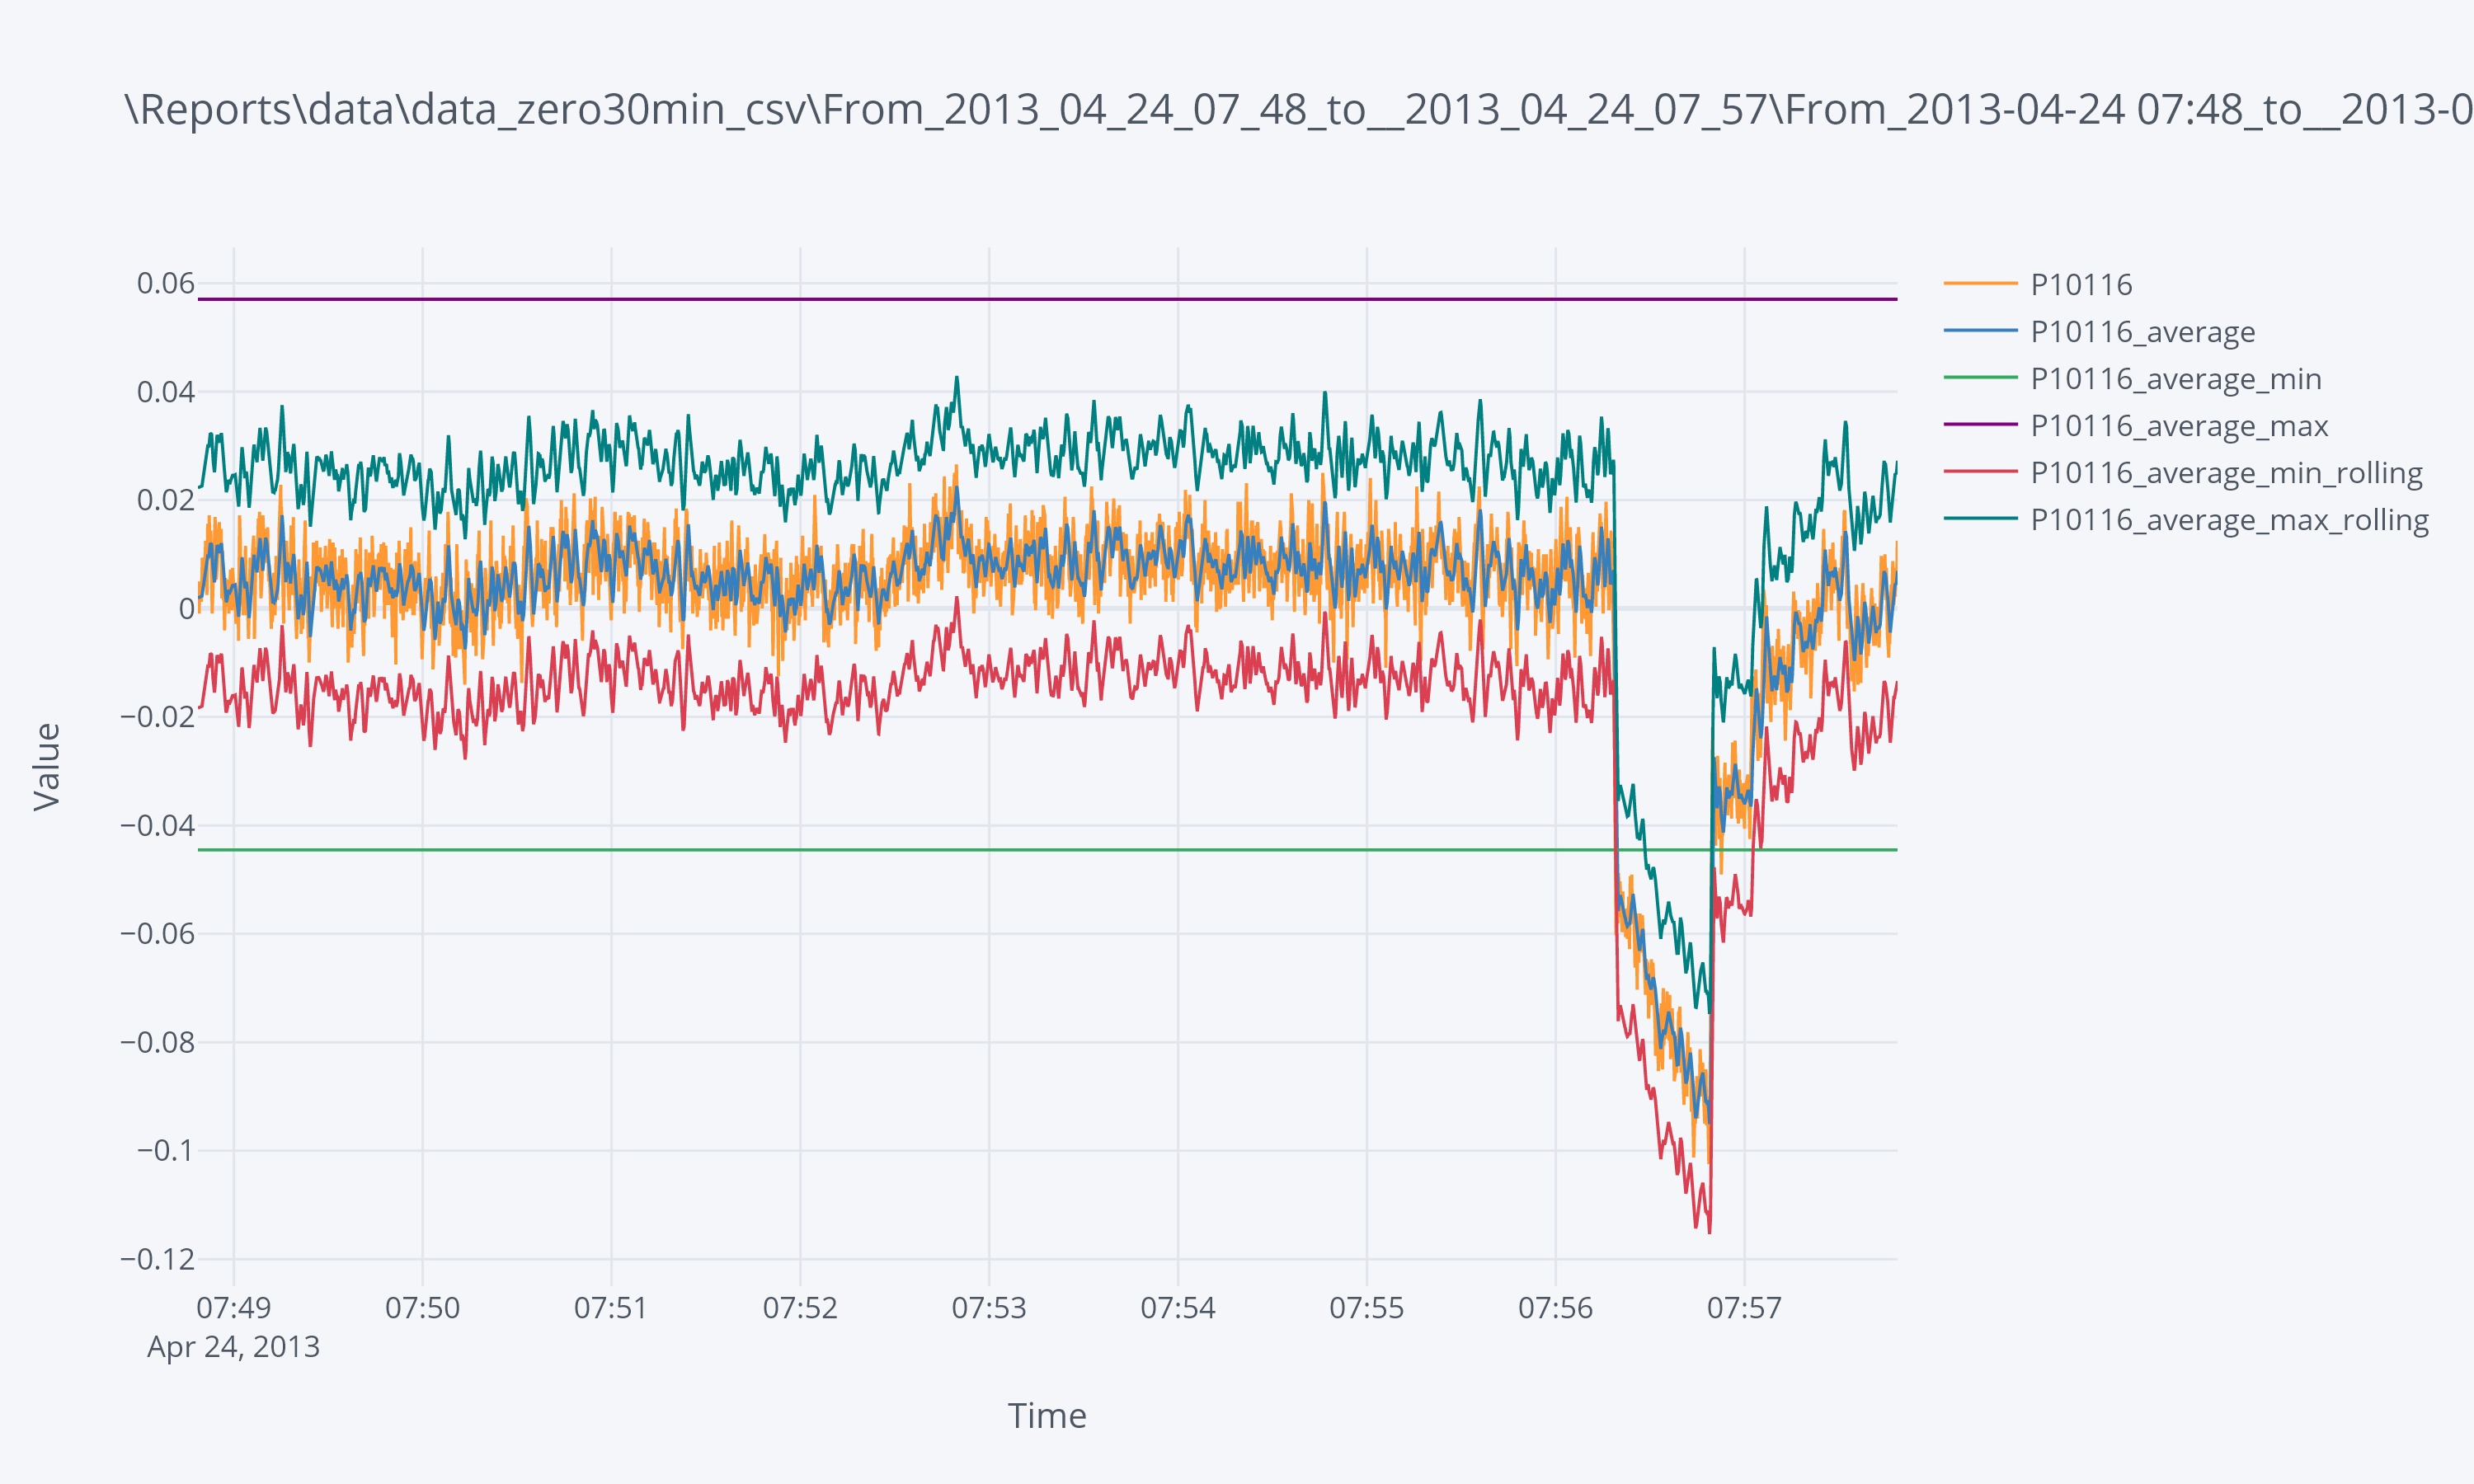 \Reports\data\data_zero30min_csv\From_2013_04_24_07_48_to__2013_04_24_07_57\From_2013-04-24 07:48_to__2013-0
0.06
0.04
0.02
0
−0.02
−0.04
−0.06
−0.08
−0.1
−0.12
Value
07:49 07:50 07:51 07:52 07:53 07:54 07:55 07:56 07:57
Apr 24, 2013
Time
P10116
P10116_average
P10116_average_min
P10116_average_max
P10116_average_min_rolling
P10116_average_max_rolling